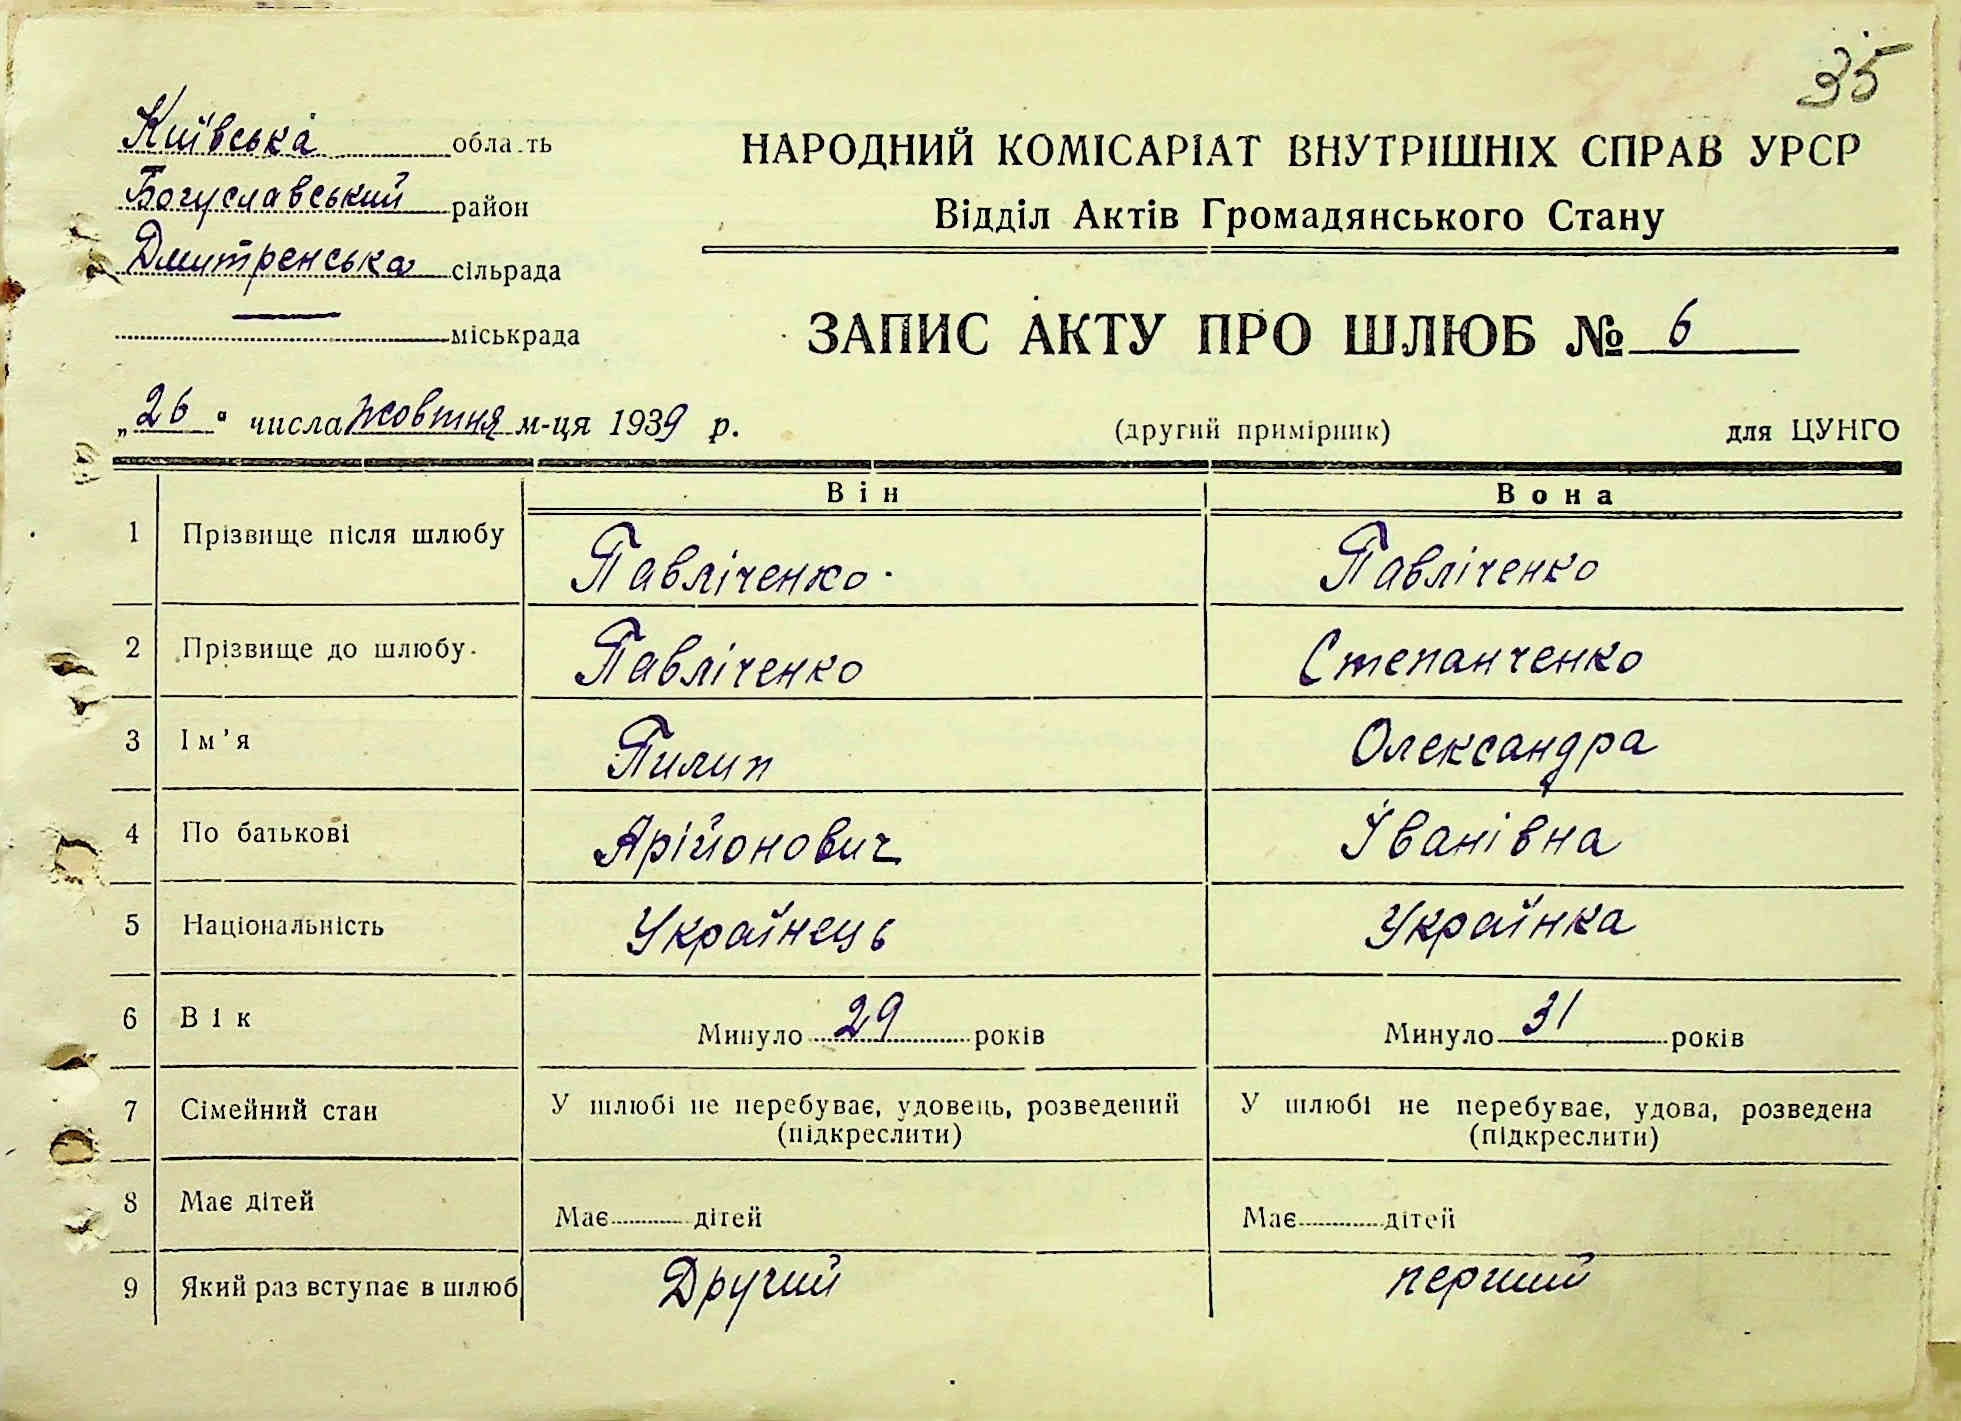 35
Київська область
Богуславський район
Дмитренська сільрада
— міськрада
НАРОДНИЙ КОМІСАРІАТ ВНУТРІШНІХ СПРАВ УРСР
Відділ Актів Громадянського Стану
ЗАПИС АКТУ ПРО ШЛЮБ № 6
„26“ числа жовтня м-ця 1939 р. (другий примірник) для ЦУНГО
Він Вона
1 Прізвище після шлюбу Павліченко Павліченко
2 Прізвище до шлюбу Павліченко Степанченко
3 Ім’я Пилип Олександра
4 По батькові Арійонович Іванівна
5 Національність Українець Українка
6 Вік Минуло 29 років Минуло 31 років
7 Сімейний стан У шлюбі не перебуває, удовець, розведений У шлюбі не перебуває, удова, розведена
(підкреслити) (підкреслити)
8 Має дітей Має дітей Має дітей
9 Який раз вступає в шлюб Другий перший